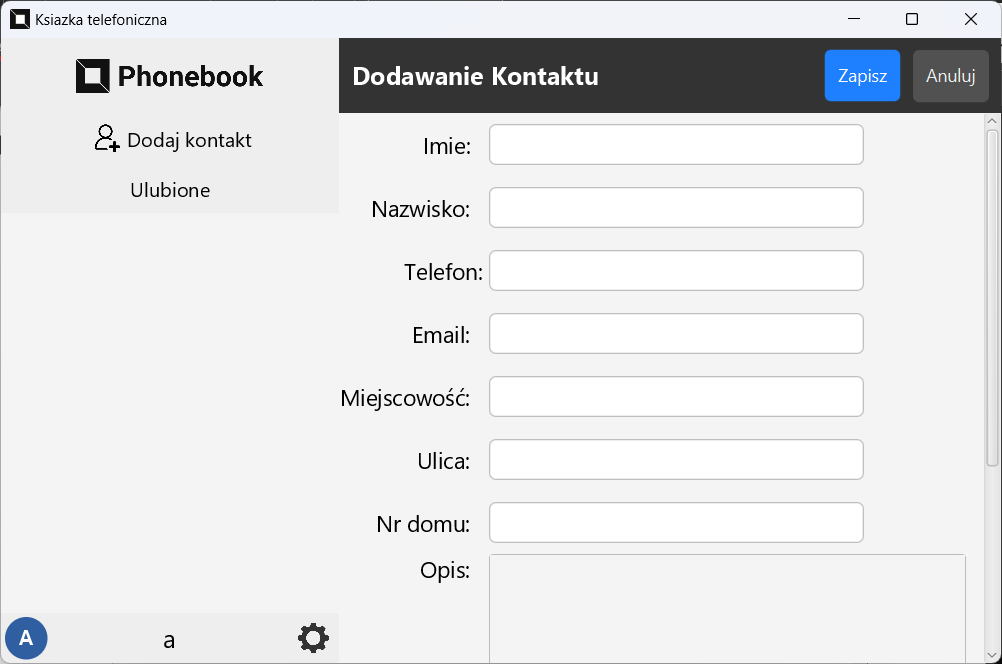 Ksiazka telefoniczna
Phonebook
Dodaj kontakt
Ulubione
A
a
Dodawanie Kontaktu
Zapisz
Anuluj
Imie:
Nazwisko:
Telefon:
Email:
Miejscowość:
Ulica:
Nr domu:
Opis: